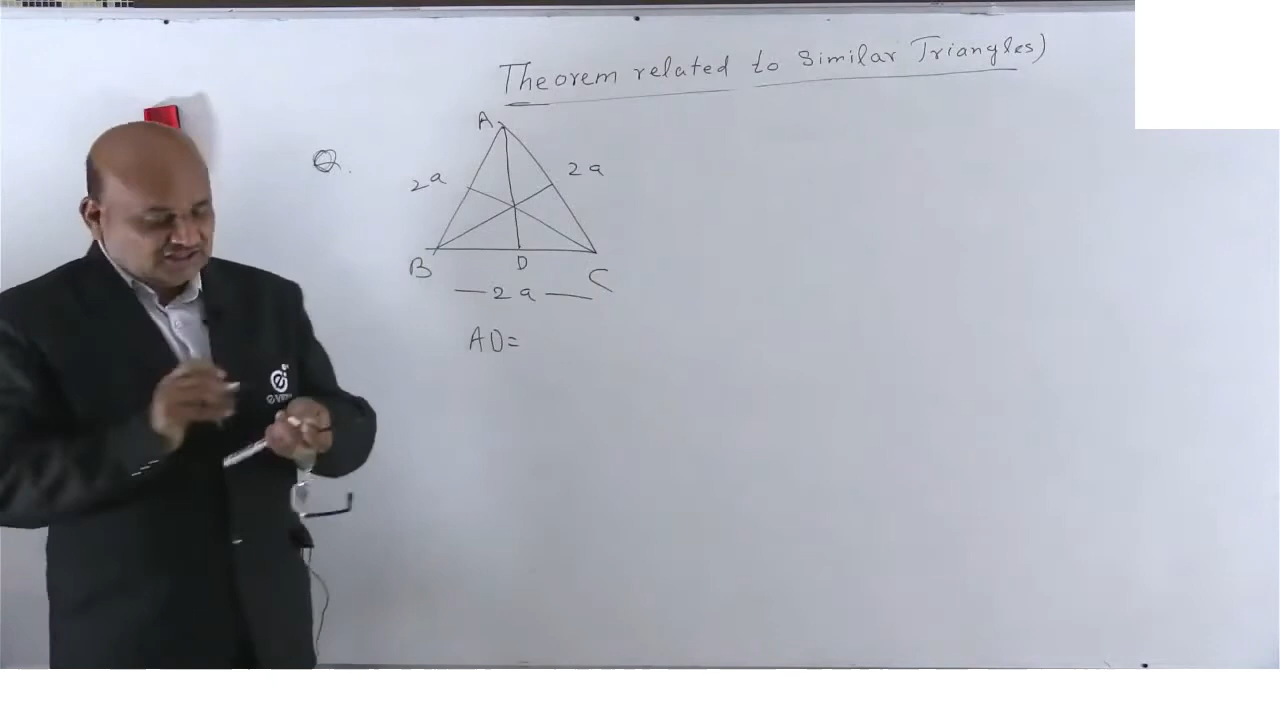 Theorem related to Similar Triangles)
Q.
A
2a
2a
B
D
C
2a
AD=